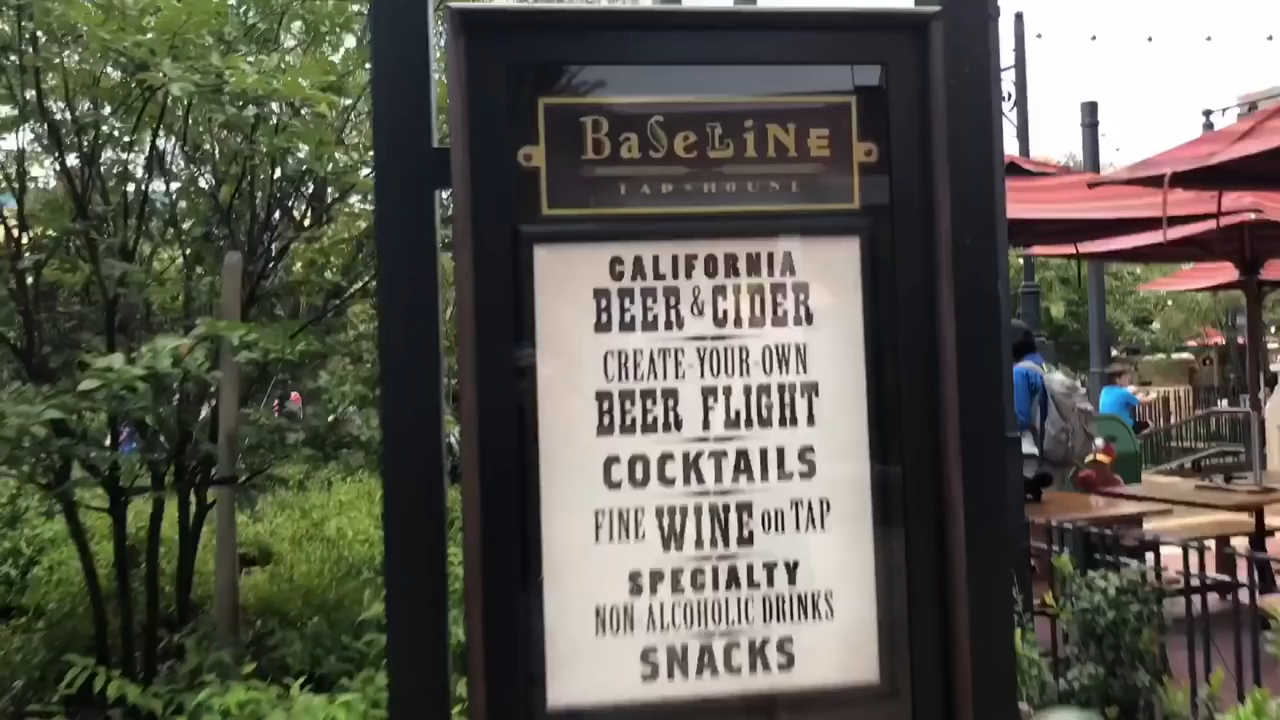 BaSeLiNE
TAP HOUSE
CALIFORNIA
BEER & CIDER
CREATE-YOUR-OWN
BEER FLIGHT
COCKTAILS
FINE WINE on TAP
SPECIALTY
NON ALCOHOLIC DRINKS
SNACKS